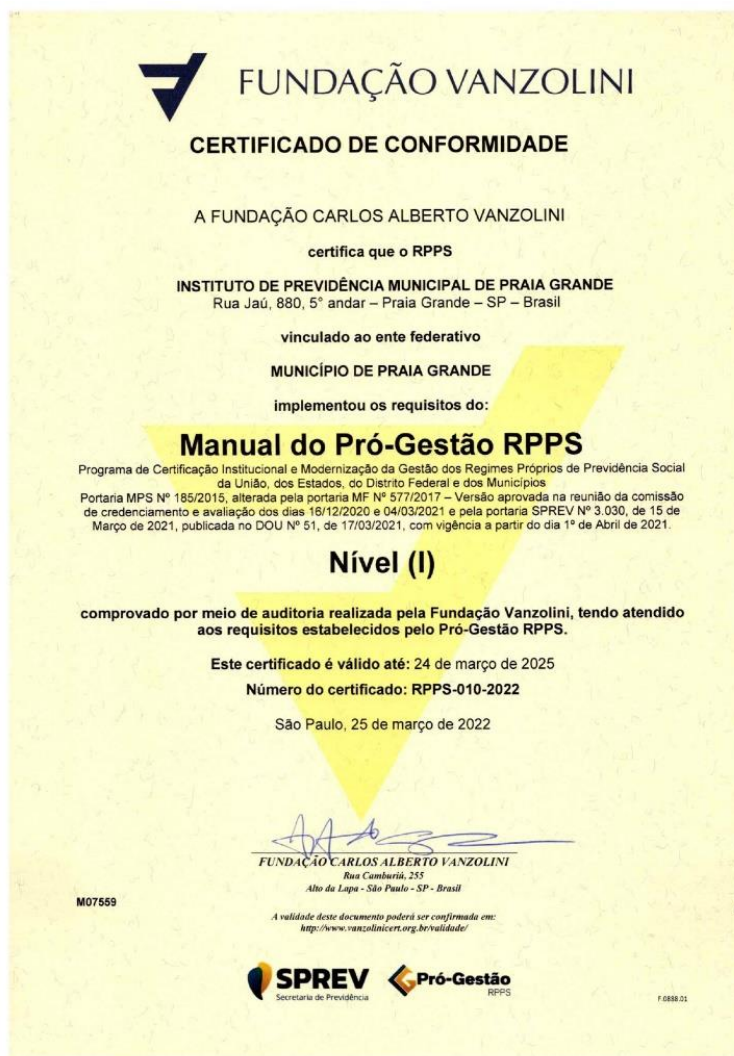 FUNDAÇÃO VANZOLINI
CERTIFICADO DE CONFORMIDADE
A FUNDAÇÃO CARLOS ALBERTO VANZOLINI
certifica que o RPPS
INSTITUTO DE PREVIDÊNCIA MUNICIPAL DE PRAIA GRANDE
Rua Jaú, 880, 5° andar – Praia Grande – SP – Brasil
vinculado ao ente federativo
MUNICÍPIO DE PRAIA GRANDE
implementou os requisitos do:
Manual do Pró-Gestão RPPS
Programa de Certificação Institucional e Modernização da Gestão dos Regimes Próprios de Previdência Social
da União, dos Estados, do Distrito Federal e dos Municípios
Portaria MPS Nº 185/2015, alterada pela portaria MF Nº 577/2017 – Versão aprovada na reunião da comissão
de credenciamento e avaliação dos dias 16/12/2020 e 04/03/2021 e pela portaria SPREV Nº 3.030, de 15 de
Março de 2021, publicada no DOU Nº 51, de 17/03/2021, com vigência a partir do dia 1º de Abril de 2021.
Nível (I)
comprovado por meio de auditoria realizada pela Fundação Vanzolini, tendo atendido
aos requisitos estabelecidos pelo Pró-Gestão RPPS.
Este certificado é válido até: 24 de março de 2025
Número do certificado: RPPS-010-2022
São Paulo, 25 de março de 2022
FUNDAÇÃO CARLOS ALBERTO VANZOLINI
Rua Camburiú, 255
Alto da Lapa - São Paulo - SP - Brasil
M07559
A validade deste documento poderá ser confirmada em:
http://www.vanzolinicert.org.br/validade/
SPREV
Secretaria de Previdência
Pró-Gestão
RPPS
F.0888.01